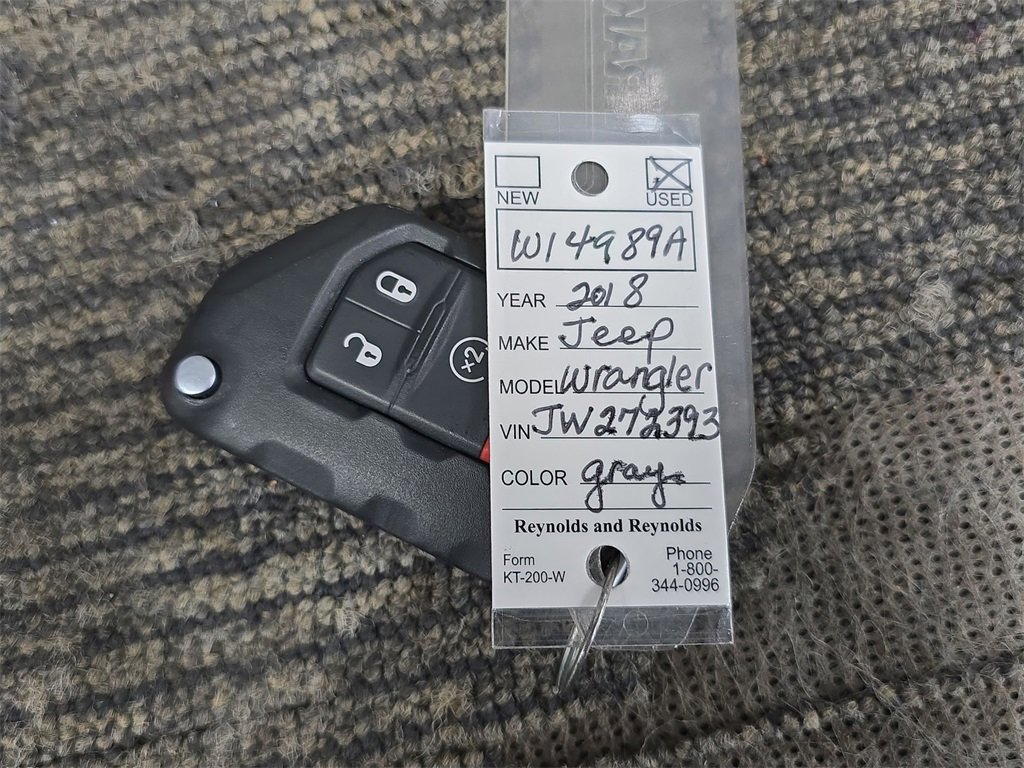 NEW USED
W14989A
YEAR 2018
MAKE Jeep
MODEL Wrangler
VIN JW272393
COLOR gray
Reynolds and Reynolds
Form
KT-200-W
Phone
1-800-
344-0996
x2